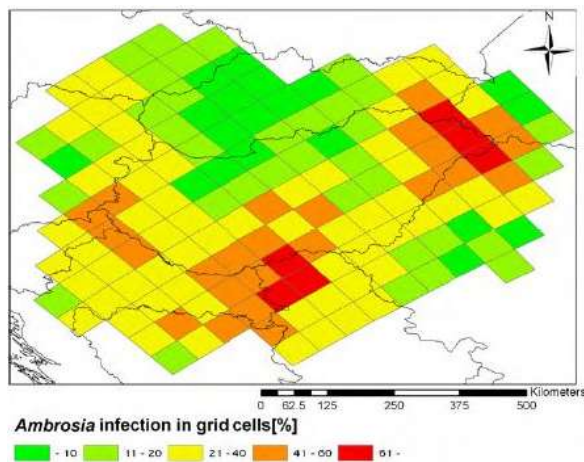 N
Kilometers
0 62.5 125 250 375 500
Ambrosia infection in grid cells[%]
- 10 11 - 20 21 - 40 41 - 60 61 -